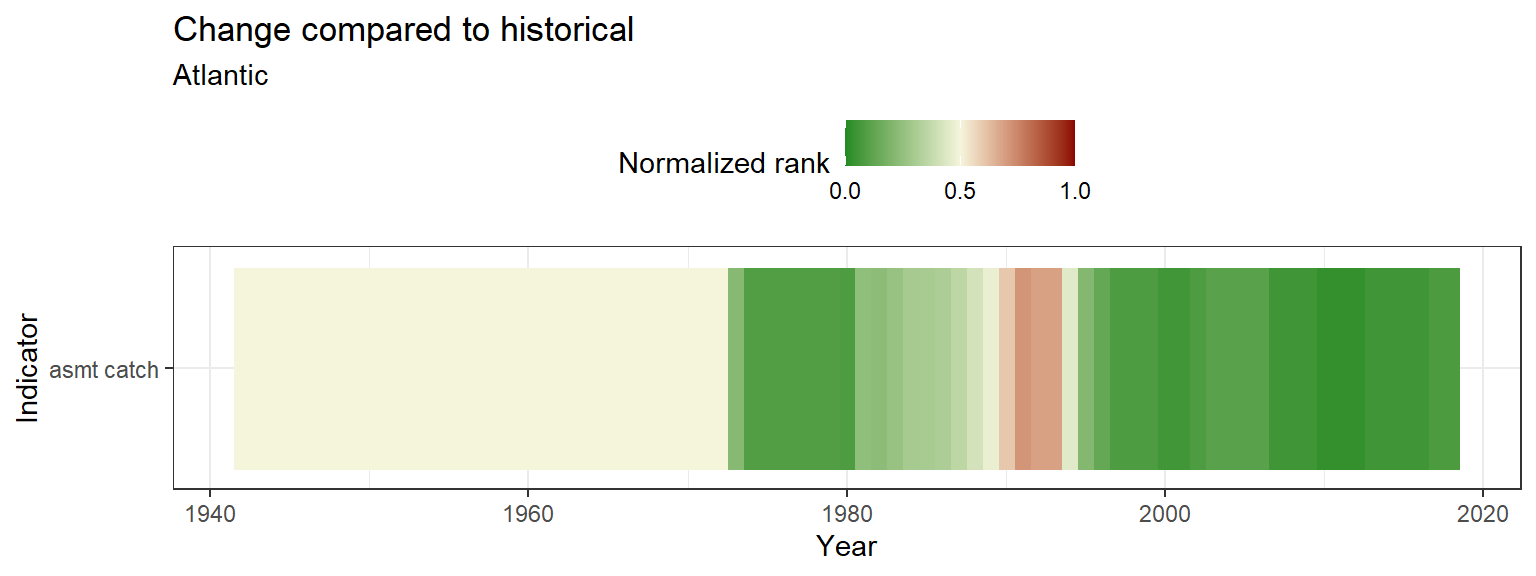 Change compared to historical
Atlantic
Normalized rank
0.0 0.5 1.0
Indicator
asmt catch
1940 1960 1980 2000 2020
Year